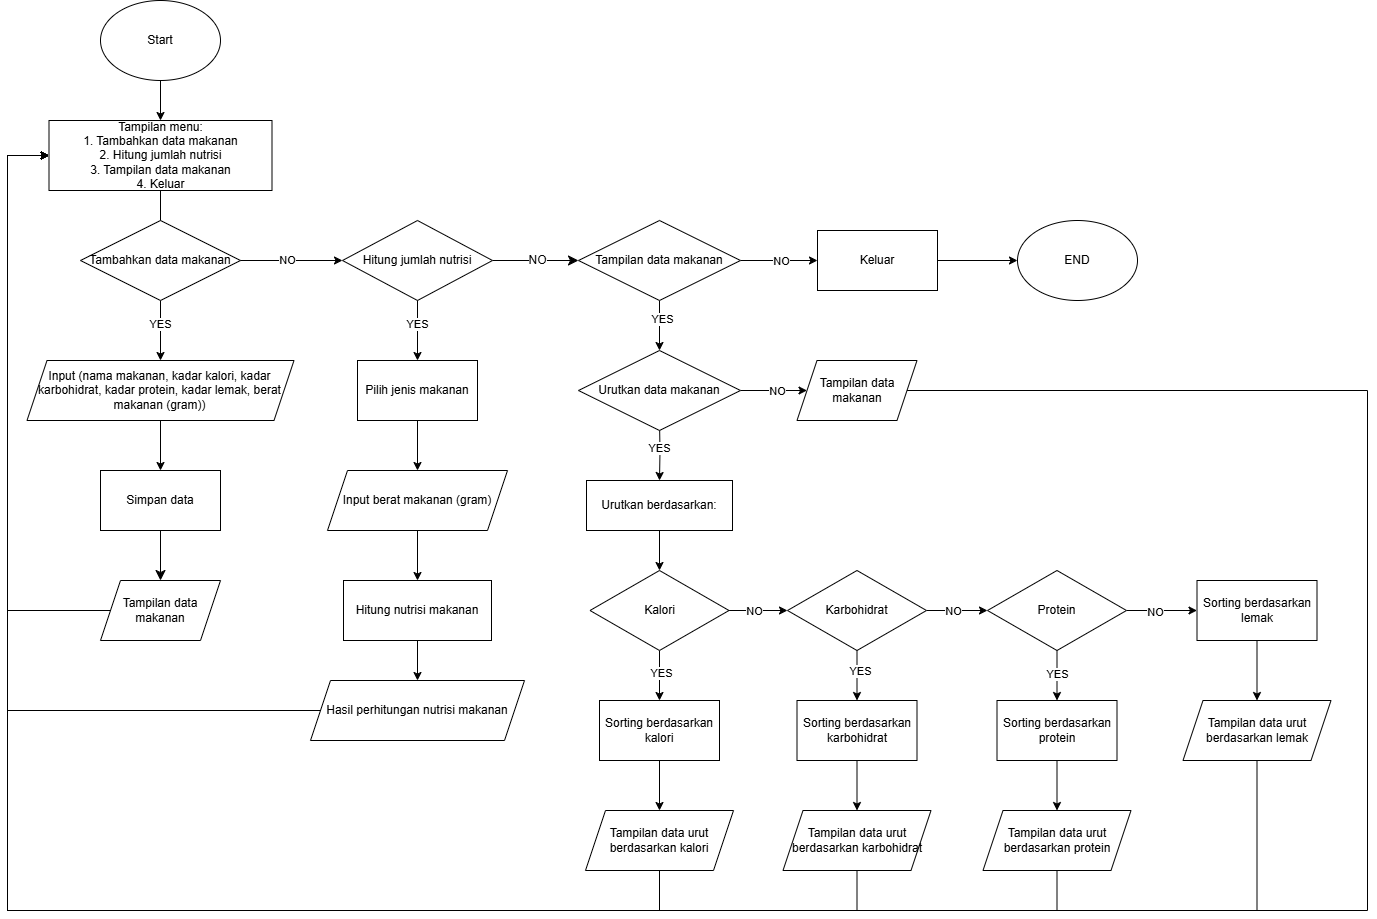 Start
Tampilan menu:
1. Tambahkan data makanan
2. Hitung jumlah nutrisi
3. Tampilan data makanan
4. Keluar
Tambahkan data makanan
NO
Hitung jumlah nutrisi
NO
Tampilan data makanan
NO
Keluar
END
YES
YES
YES
Input (nama makanan, kadar kalori, kadar
karbohidrat, kadar protein, kadar lemak, berat
makanan (gram))
Pilih jenis makanan
Urutkan data makanan
NO
Tampilan data
makanan
YES
Simpan data
Input berat makanan (gram)
Urutkan berdasarkan:
Tampilan data
makanan
Hitung nutrisi makanan
Kalori
NO
Karbohidrat
NO
Protein
NO
Sorting berdasarkan
lemak
YES
YES
YES
Hasil perhitungan nutrisi makanan
Sorting berdasarkan
kalori
Sorting berdasarkan
karbohidrat
Sorting berdasarkan
protein
Tampilan data urut
berdasarkan lemak
Tampilan data urut
berdasarkan kalori
Tampilan data urut
berdasarkan karbohidrat
Tampilan data urut
berdasarkan protein